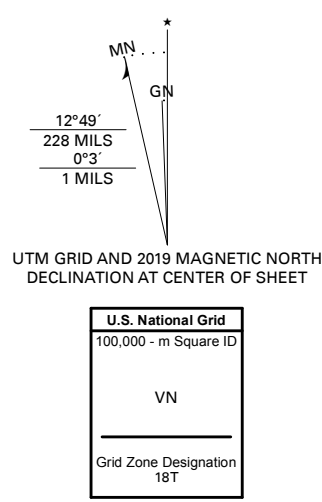 MN
GN
12°49´
228 MILS
0°3´
1 MILS
UTM GRID AND 2019 MAGNETIC NORTH
DECLINATION AT CENTER OF SHEET
U.S. National Grid
100,000 - m Square ID
VN
Grid Zone Designation
18T